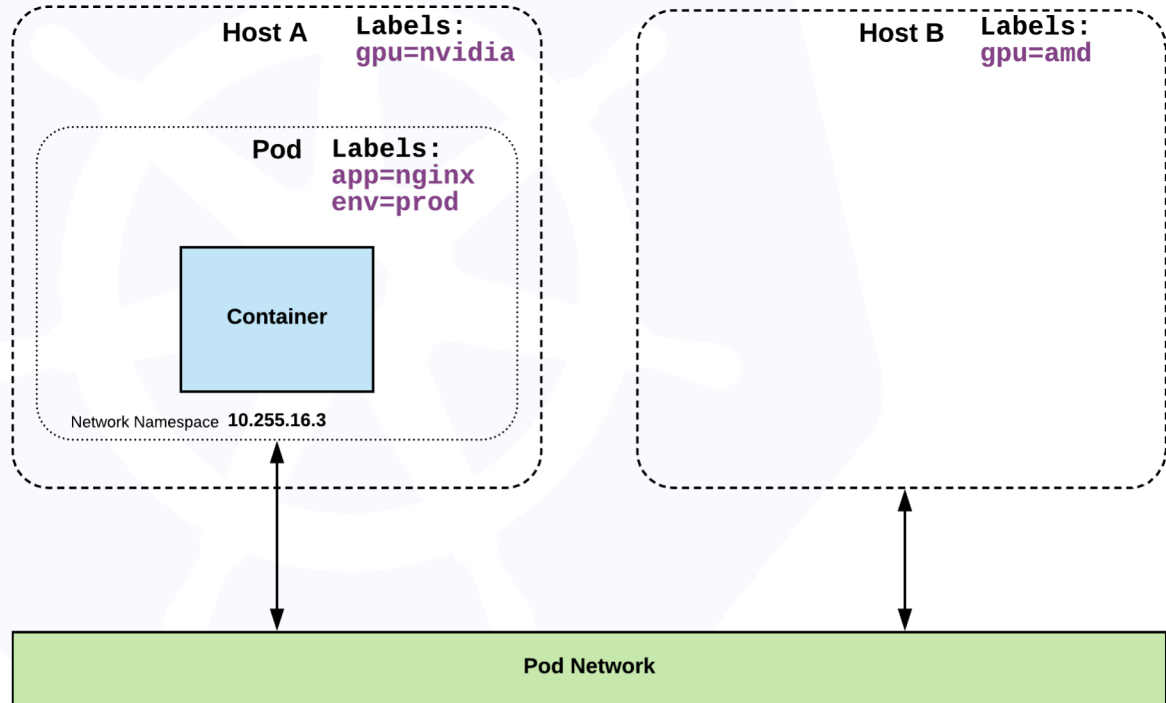 Host A
Labels:
gpu=nvidia
Host B
Labels:
gpu=amd
Pod
Labels:
app=nginx
env=prod
Container
Network Namespace 10.255.16.3
Pod Network